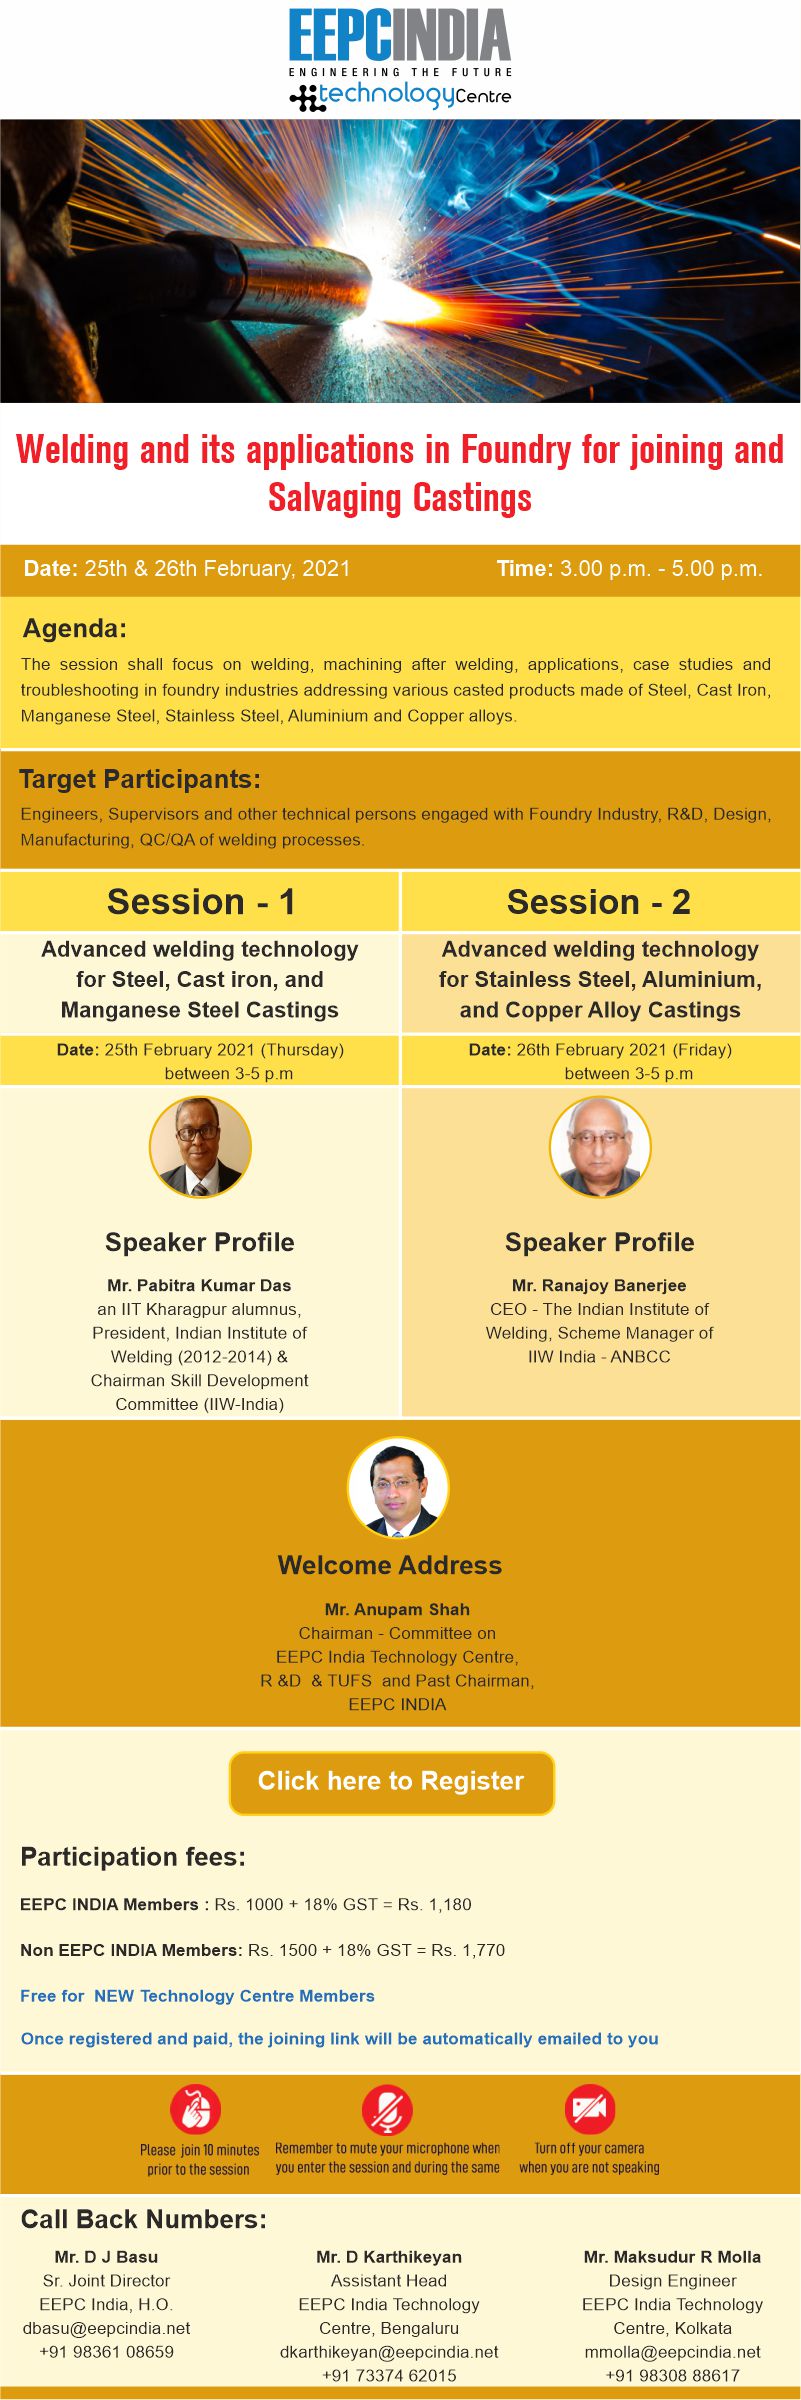 EEPCINDIA
ENGINEERING THE FUTURE
technologyCentre
Welding and its applications in Foundry for joining and
Salvaging Castings
Date: 25th & 26th February, 2021 Time: 3.00 p.m. - 5.00 p.m.
Agenda:
The session shall focus on welding, machining after welding, applications, case studies and
troubleshooting in foundry industries addressing various casted products made of Steel, Cast Iron,
Manganese Steel, Stainless Steel, Aluminium and Copper alloys.
Target Participants:
Engineers, Supervisors and other technical persons engaged with Foundry Industry, R&D, Design,
Manufacturing, QC/QA of welding processes.
Session - 1
Advanced welding technology
for Steel, Cast iron, and
Manganese Steel Castings
Date: 25th February 2021 (Thursday)
between 3-5 p.m
Speaker Profile
Mr. Pabitra Kumar Das
an IIT Kharagpur alumnus,
President, Indian Institute of
Welding (2012-2014) &
Chairman Skill Development
Committee (IIW-India)
Session - 2
Advanced welding technology
for Stainless Steel, Aluminium,
and Copper Alloy Castings
Date: 26th February 2021 (Friday)
between 3-5 p.m
Speaker Profile
Mr. Ranajoy Banerjee
CEO - The Indian Institute of
Welding, Scheme Manager of
IIW India - ANBCC
Welcome Address
Mr. Anupam Shah
Chairman - Committee on
EEPC India Technology Centre,
R &D & TUFS and Past Chairman,
EEPC INDIA
Click here to Register
Participation fees:
EEPC INDIA Members : Rs. 1000 + 18% GST = Rs. 1,180
Non EEPC INDIA Members: Rs. 1500 + 18% GST = Rs. 1,770
Free for NEW Technology Centre Members
Once registered and paid, the joining link will be automatically emailed to you
Please join 10 minutes
prior to the session
Remember to mute your microphone when
you enter the session and during the same
Turn off your camera
when you are not speaking
Call Back Numbers:
Mr. D J Basu
Sr. Joint Director
EEPC India, H.O.
dbasu@eepcindia.net
+91 98361 08659
Mr. D Karthikeyan
Assistant Head
EEPC India Technology
Centre, Bengaluru
dkarthikeyan@eepcindia.net
+91 73374 62015
Mr. Maksudur R Molla
Design Engineer
EEPC India Technology
Centre, Kolkata
mmolla@eepcindia.net
+91 98308 88617